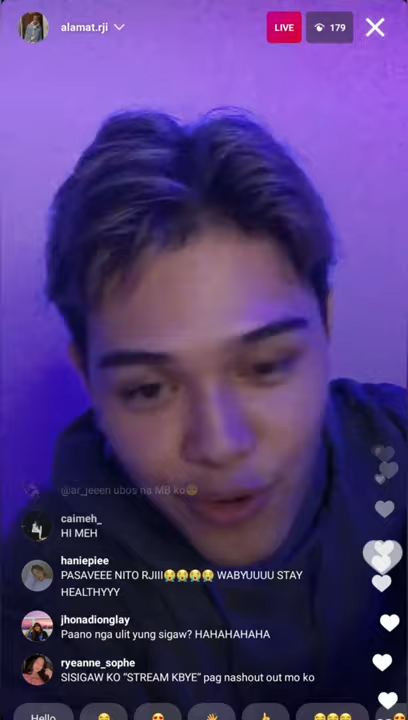 alamat.rji
LIVE
179
@ar_jeeen ubos na MB ko😢
caimeh_
HI MEH
haniepiee
PASAVEEE NITO RJIII😭😭😭😭 WABYUUUU STAY
HEALTHYYY
jhonadionglay
Paano nga ulit yung sigaw? HAHAHAHAHA
ryeanne_sophe
SISIGAW KO “STREAM KBYE” pag nashout out mo ko
Hello